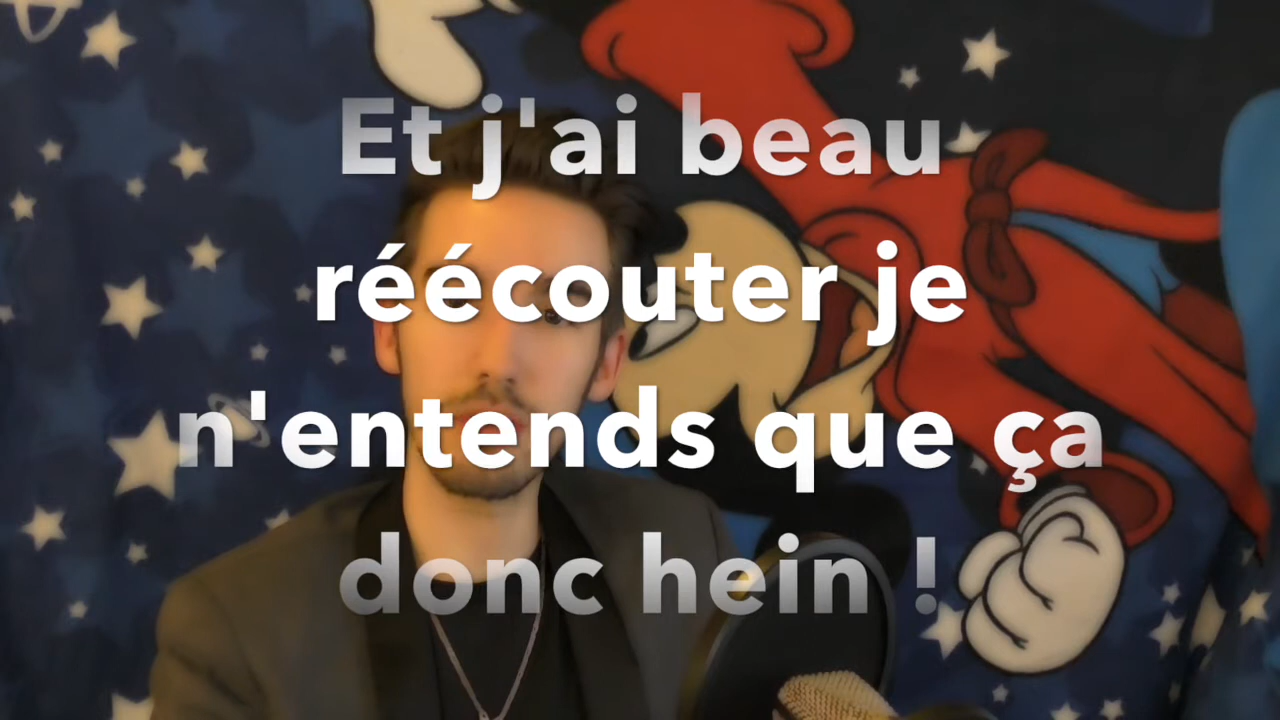 Et j'ai beau
réécouter je
n'entends que ça
donc hein !